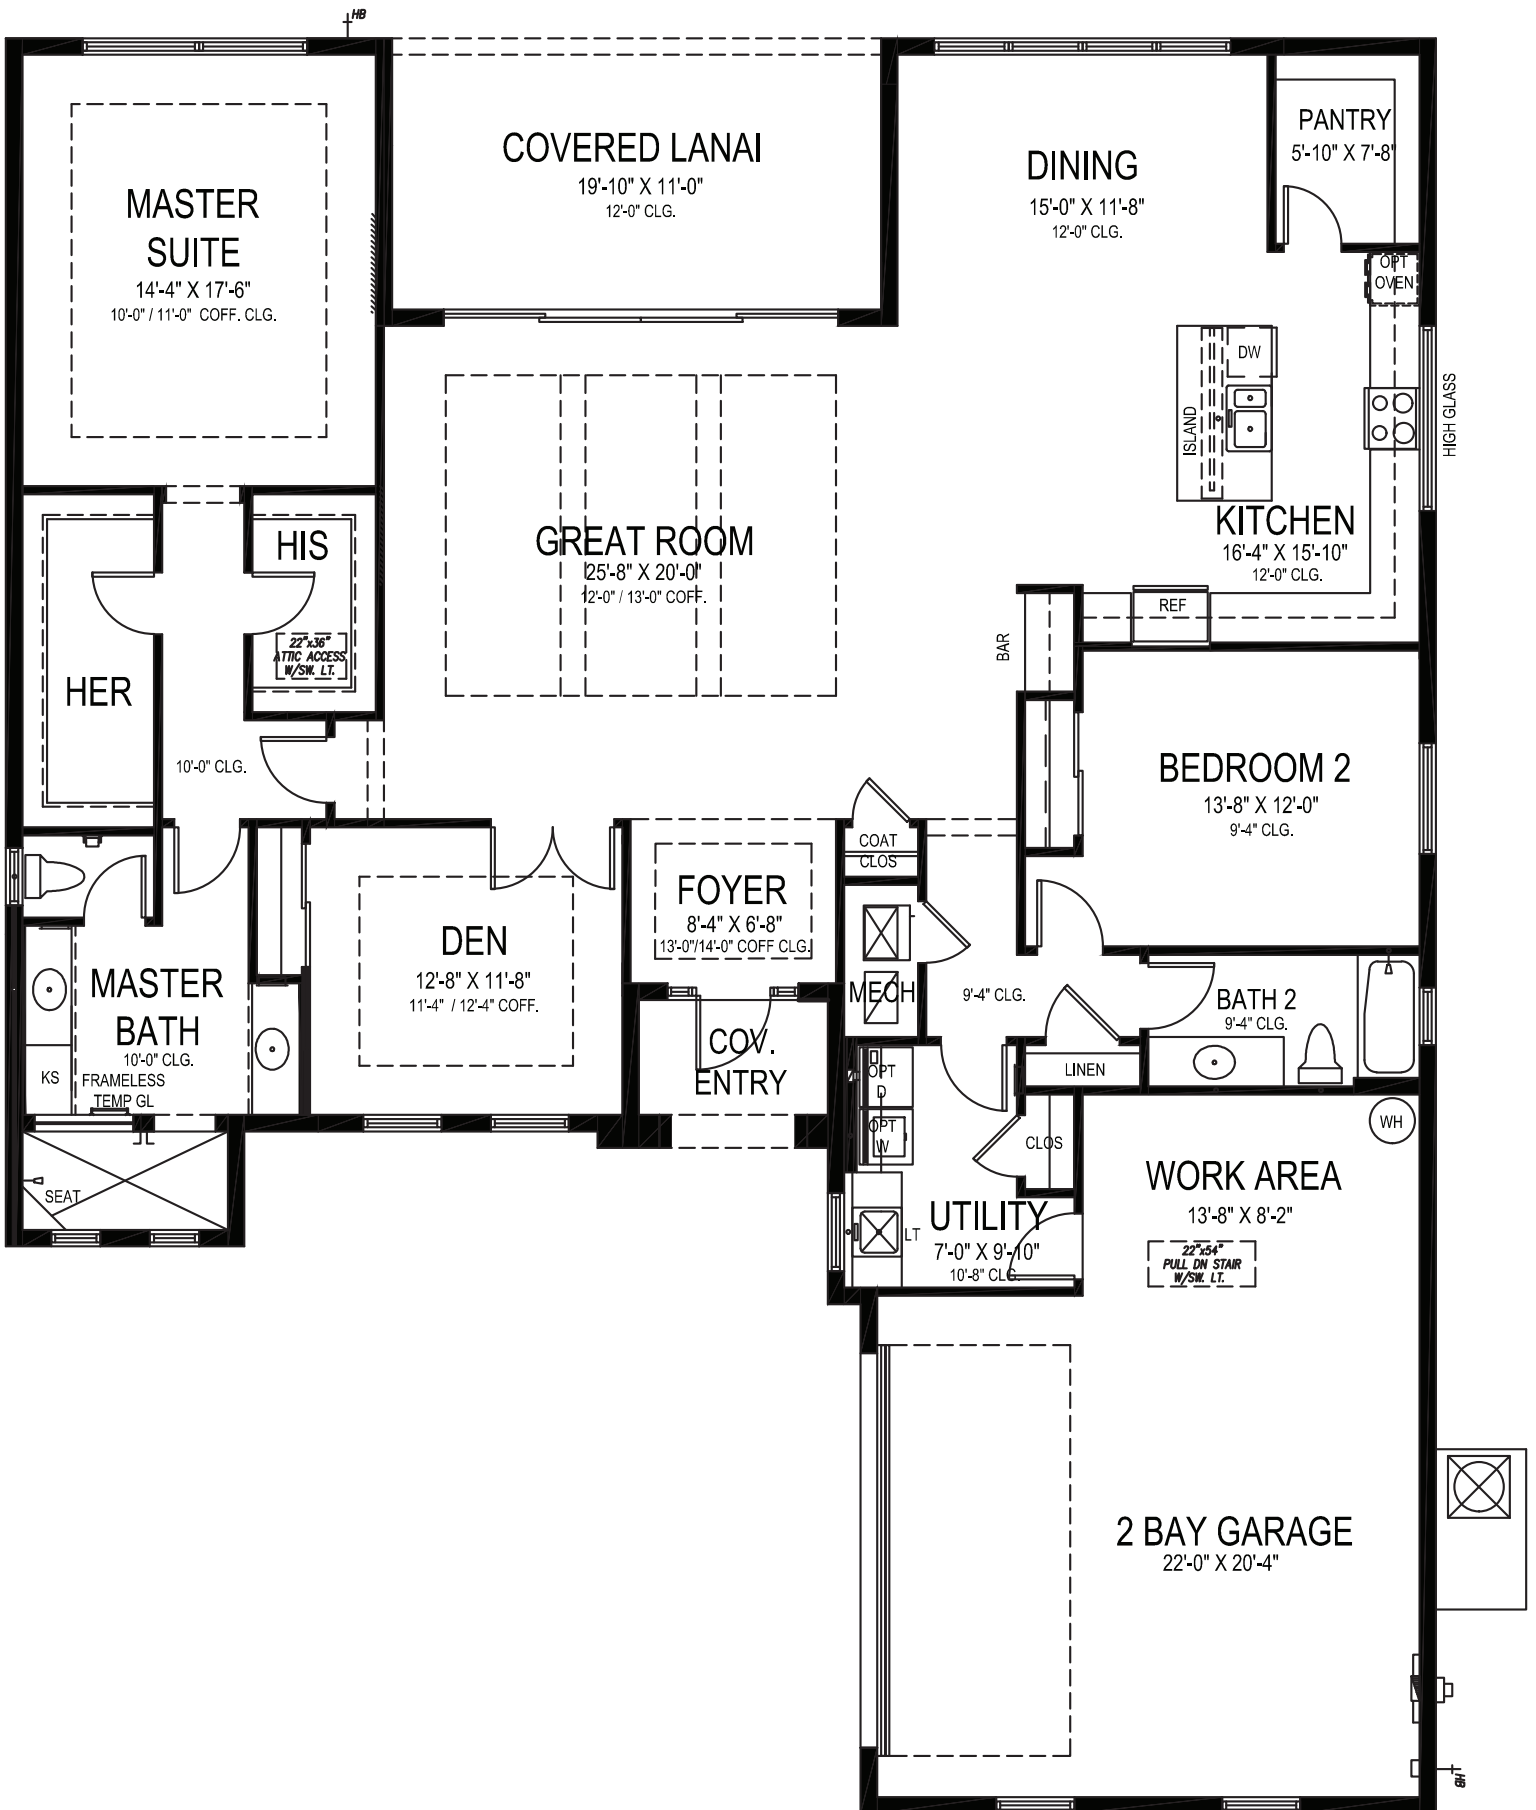 HB
COVERED LANAI
19'-10" X 11'-0"
12'-0" CLG.
DINING
15'-0" X 11'-8"
12'-0" CLG.
PANTRY
5'-10" X 7'-8"
MASTER
SUITE
14'-4" X 17'-6"
10'-0" / 11'-0" COFF. CLG.
OPT
OVEN
DW
ISLAND
HIGH GLASS
KITCHEN
16'-4" X 15'-10"
12'-0" CLG.
GREAT ROOM
25'-8" X 20'-0"
12'-0" / 13'-0" COFF.
HIS
22"x36"
ATTIC ACCESS
W/SW. LT.
HER
REF
BAR
10'-0" CLG.
BEDROOM 2
13'-8" X 12'-0"
9'-4" CLG.
COAT
CLOS
FOYER
8'-4" X 6'-8"
13'-0"/14'-0" COFF CLG.
DEN
12'-8" X 11'-8"
11'-4" / 12'-4" COFF.
MASTER
BATH
10'-0" CLG.
KS
FRAMELESS
TEMP GL
SEAT
MECH
9'-4" CLG.
BATH 2
9'-4" CLG.
COV.
ENTRY
LINEN
OPT
D
OPT
W
CLOS
WH
WORK AREA
13'-8" X 8'-2"
22"x54"
PULL DN STAIR
W/SW. LT.
UTILITY
7'-0" X 9'-10"
10'-8" CLG.
LT
2 BAY GARAGE
22'-0" X 20'-4"
HB